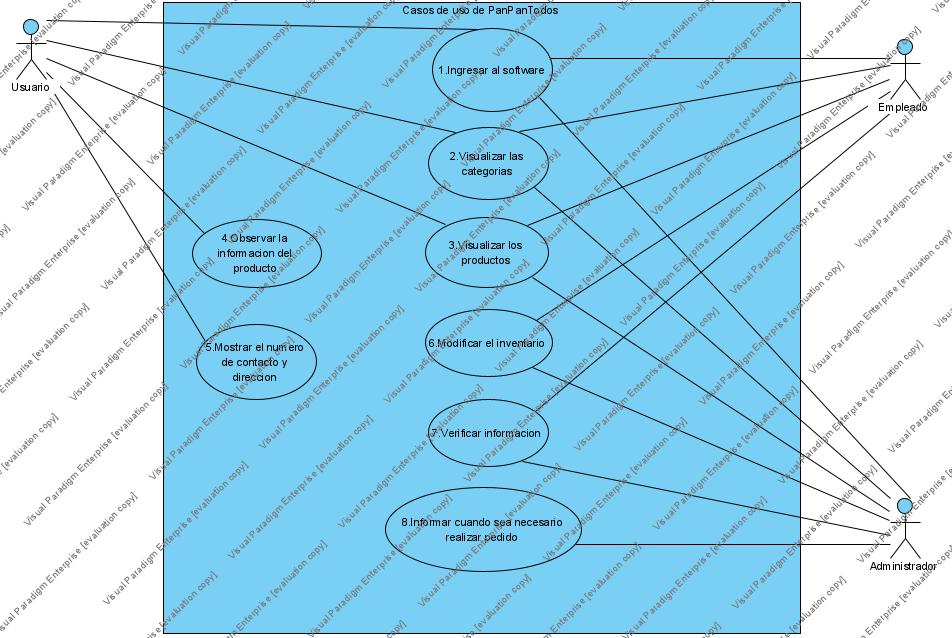 Casos de uso de PanPanTodos
Usuario
Empleado
1.Ingresar al software
2.Visualizar las
categorias
3.Visualizar los
productos
4.Observar la
informacion del
producto
5.Mostrar el numero
de contacto y
direccion
6.Modificar el inventario
7.Verificar informacion
8.Informar cuando sea necesario
realizar pedido
Administrador
Visual Paradigm Enterprise [evaluation copy]